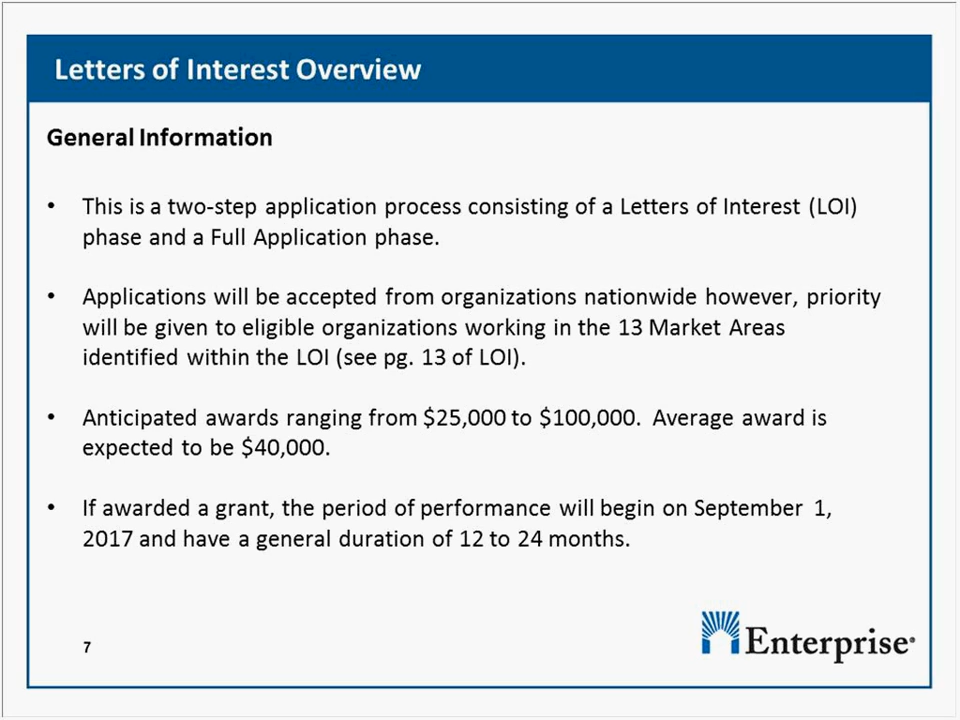 Letters of Interest Overview
General Information
• This is a two-step application process consisting of a Letters of Interest (LOI)
phase and a Full Application phase.
• Applications will be accepted from organizations nationwide however, priority
will be given to eligible organizations working in the 13 Market Areas
identified within the LOI (see pg. 13 of LOI).
• Anticipated awards ranging from $25,000 to $100,000.  Average award is
expected to be $40,000.
• If awarded a grant, the period of performance will begin on September 1,
2017 and have a general duration of 12 to 24 months.
7
Enterprise®